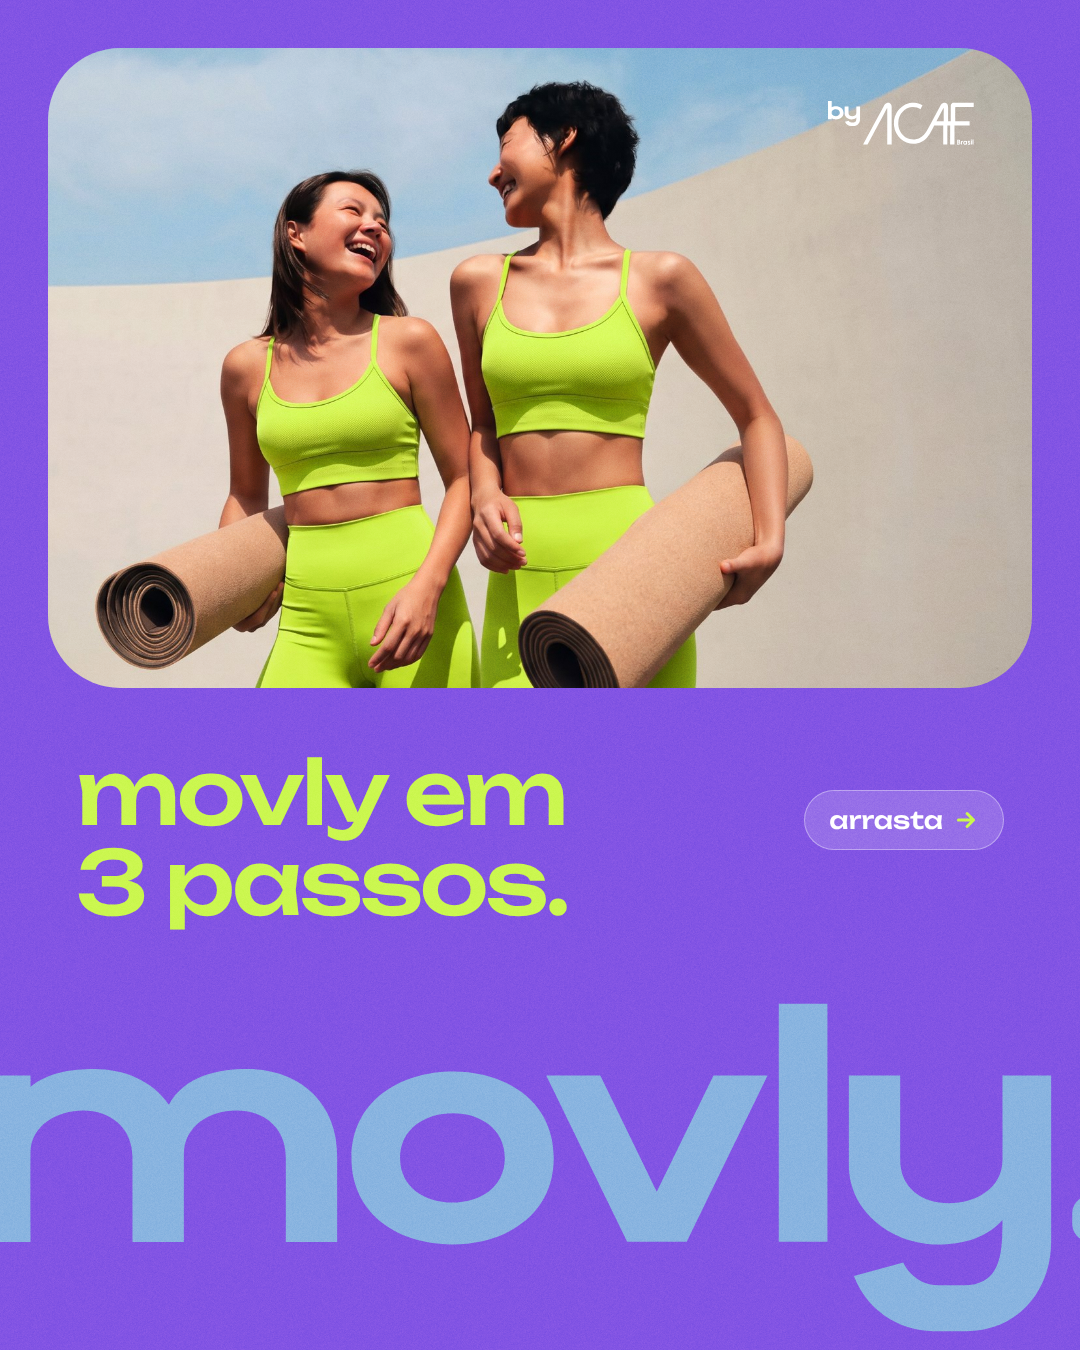 by ACAF
Brasil
movly em
3 passos.
arrasta →
movly.